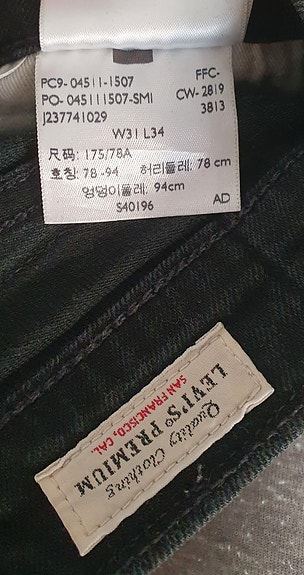 PC9- 04511-1507 FFC-
PO- 045111507-SMI CW- 2819
J237741029 3813
W31 L34
尺码: 175/78A
호칭: 78 -94 허리둘레: 78 cm
엉덩이둘레: 94cm
S40196 AD
Quality Clothing
LEVI'S® PREMIUM
SAN FRANCISCO, CAL.